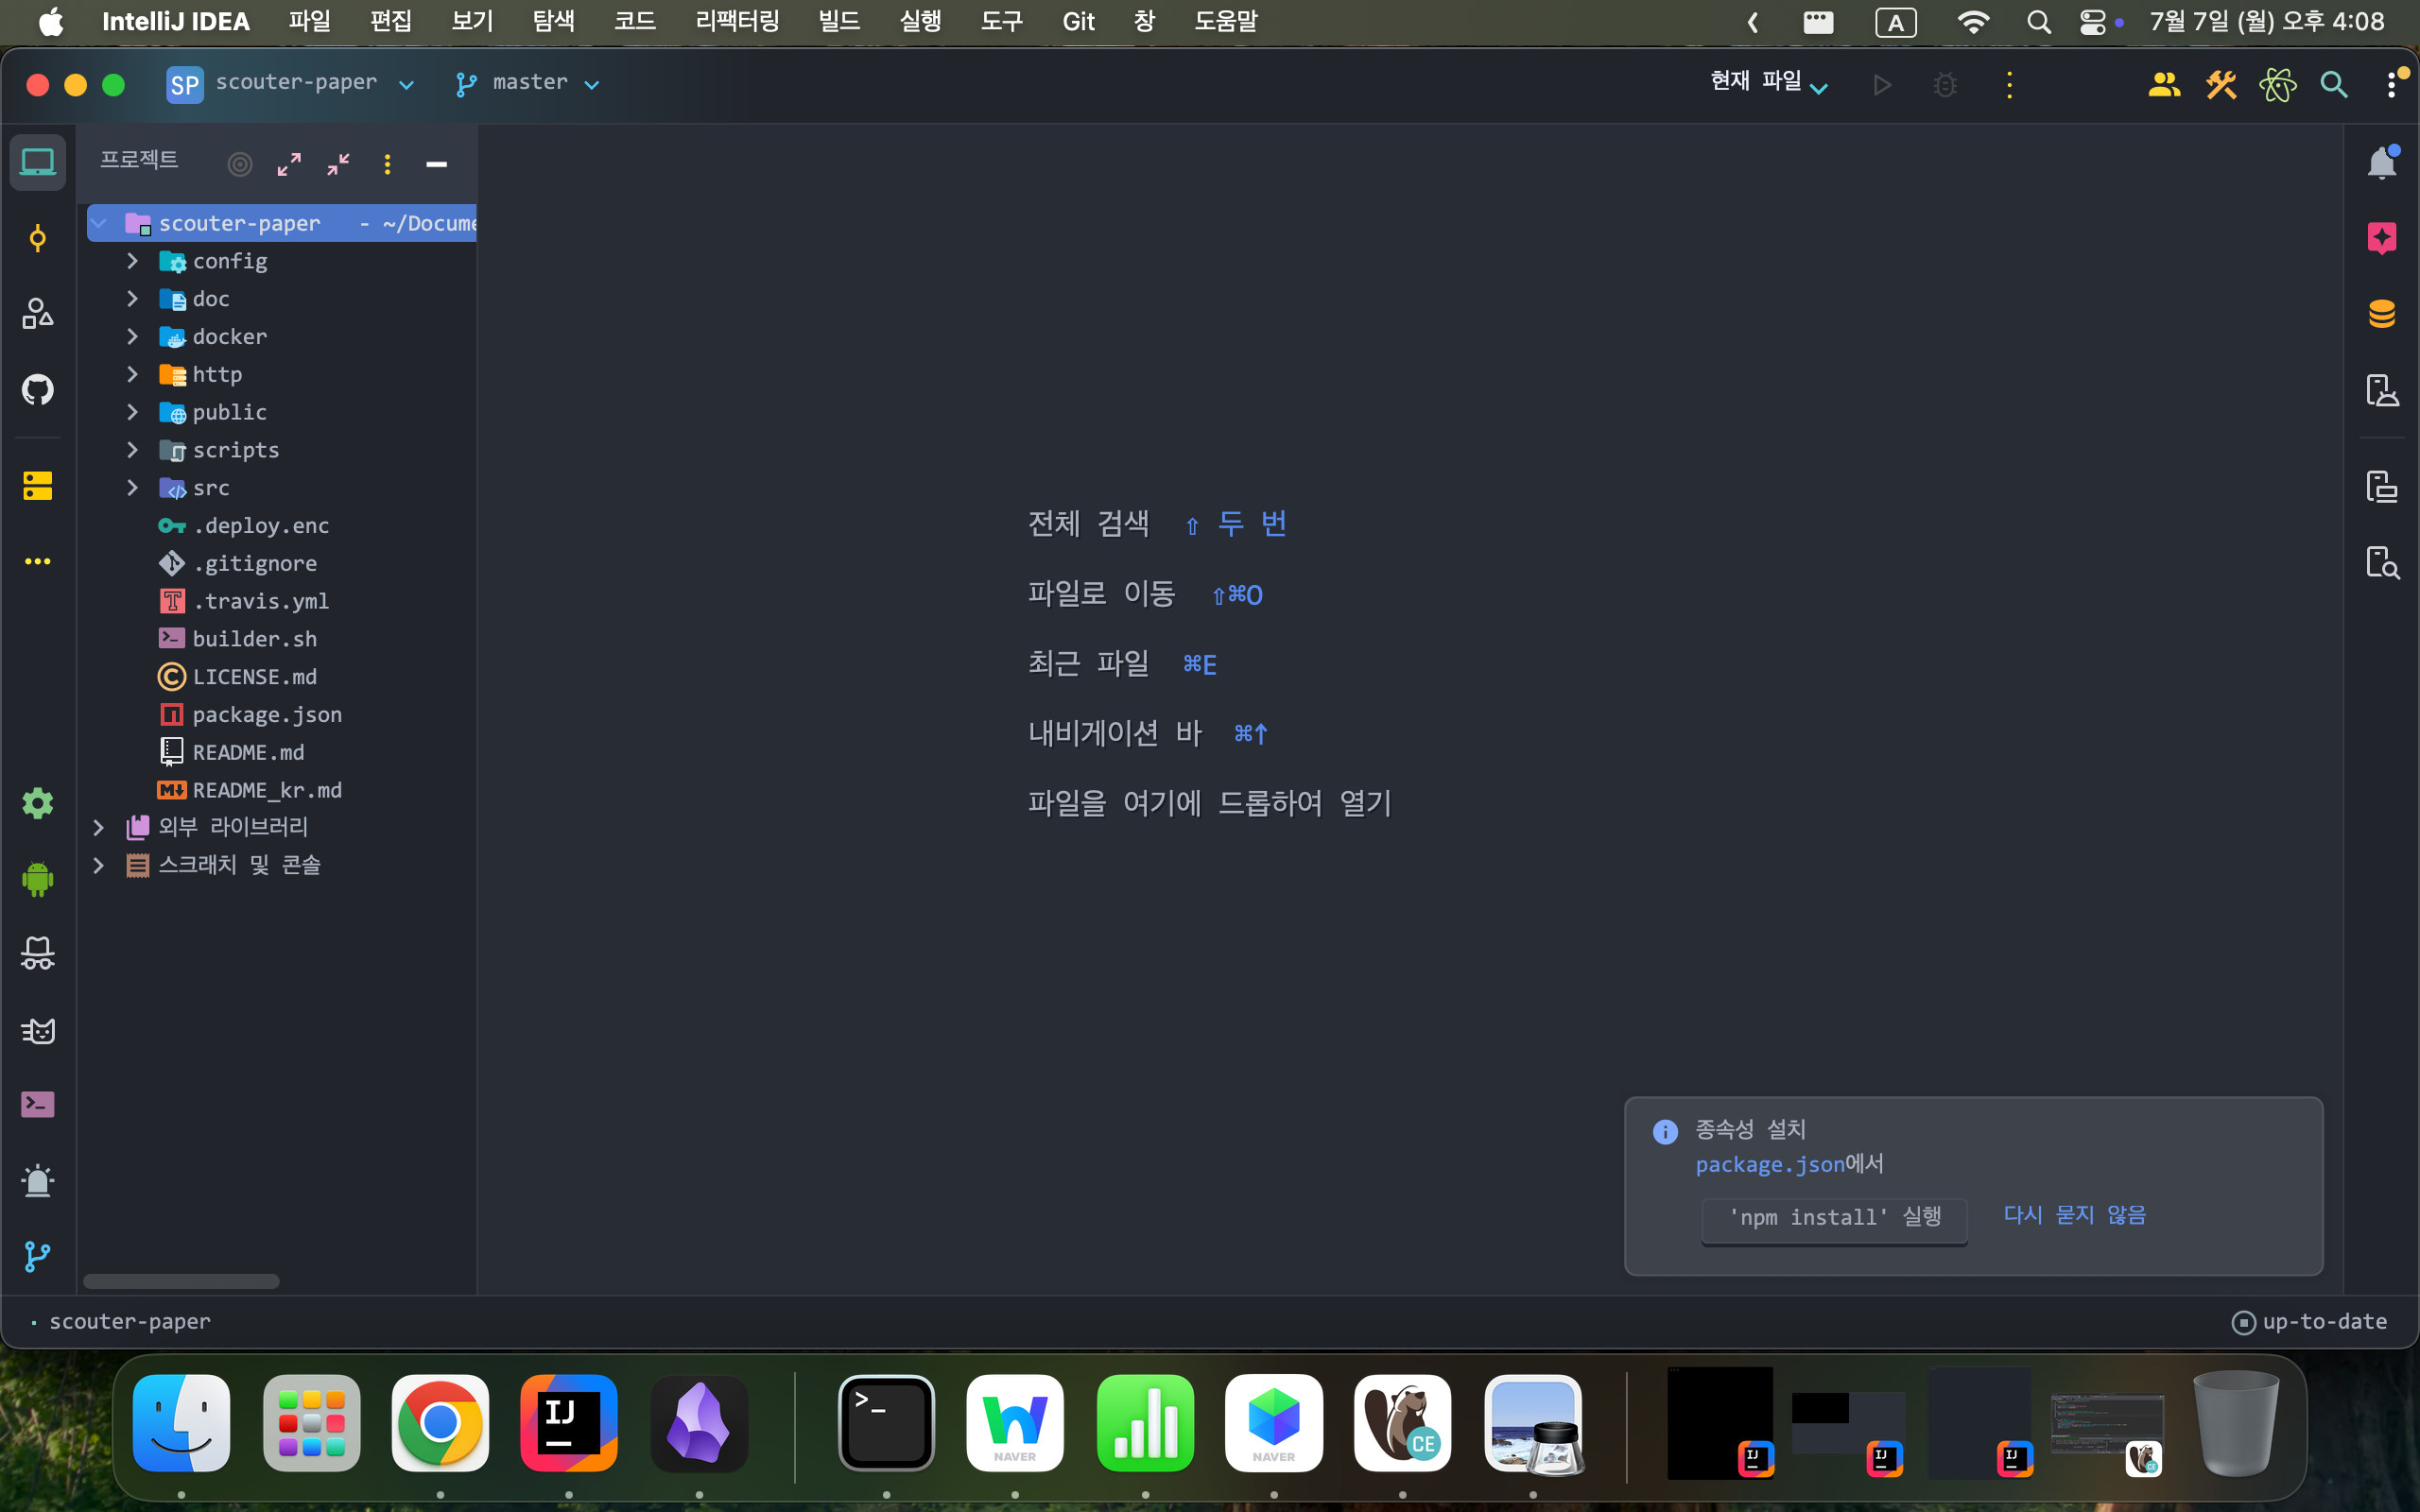 IntelliJ IDEA 파일 편집 보기 탐색 코드 리팩터링 빌드 실행 도구 Git 창 도움말 A 7월 7일 (월) 오후 4:08
SP scouter-paper master 현재 파일
프로젝트
scouter-paper - ~/Docume
config
doc
docker
http
public
scripts
src
.deploy.enc
.gitignore
.travis.yml
builder.sh
LICENSE.md
package.json
README.md
README_kr.md
외부 라이브러리
스크래치 및 콘솔
전체 검색 ⇧ 두 번
파일로 이동 ⇧⌘O
최근 파일 ⌘E
내비게이션 바 ⌘↑
파일을 여기에 드롭하여 열기
종속성 설치
package.json에서
'npm install' 실행 다시 묻지 않음
scouter-paper up-to-date
IJ
NAVER
NAVER
CE
IJ
IJ
IJ